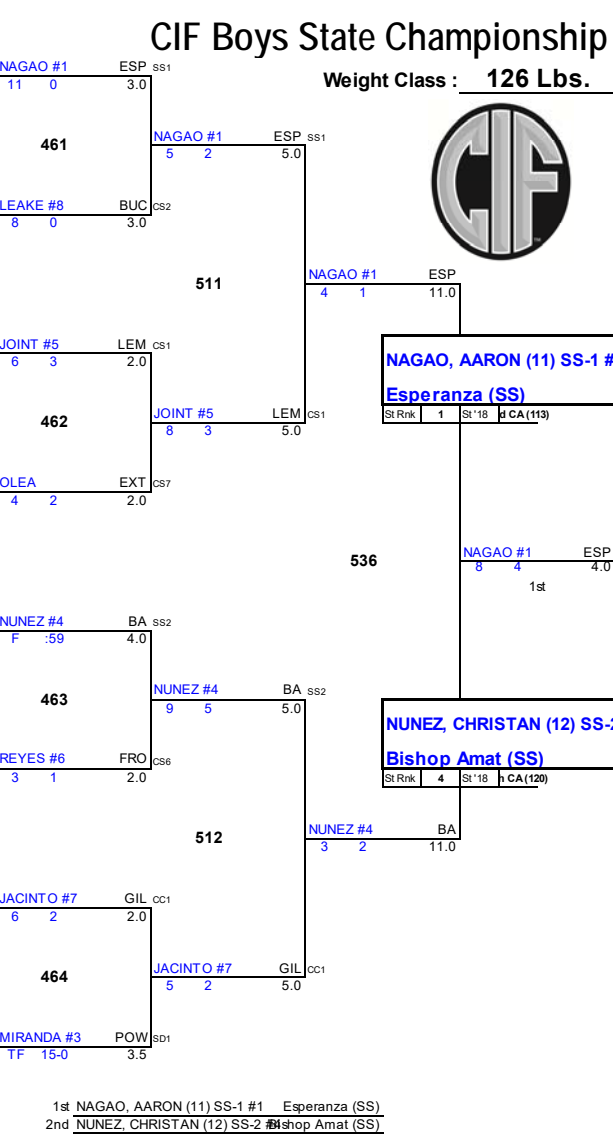 CIF Boys State Championship
Weight Class : 126 Lbs.
CIF
NAGAO #1 ESP SS1
11 0 3.0
461
NAGAO #1 ESP SS1
5 2 5.0
LEAKE #8 BUC CS2
8 0 3.0
511
NAGAO #1 ESP
4 1 11.0
JOINT #5 LEM CS1
6 3 2.0
NAGAO, AARON (11) SS-1 #
Esperanza (SS)
St Rnk 1 St '18 d CA (113)
462
JOINT #5 LEM CS1
8 3 5.0
OLEA EXT CS7
4 2 2.0
536
NAGAO #1 ESP
8 4 4.0
1st
NUNEZ #4 BA SS2
F :59 4.0
463
NUNEZ #4 BA SS2
9 5 5.0
NUNEZ, CHRISTAN (12) SS-2
Bishop Amat (SS)
St Rnk 4 St '18 h CA (120)
REYES #6 FRO CS6
3 1 2.0
512
NUNEZ #4 BA
3 2 11.0
JACINTO #7 GIL CC1
6 2 2.0
464
JACINTO #7 GIL CC1
5 2 5.0
MIRANDA #3 POW SD1
TF 15-0 3.5
1st NAGAO, AARON (11) SS-1 #1 Esperanza (SS)
2nd NUNEZ, CHRISTAN (12) SS-2 #4 Bishop Amat (SS)